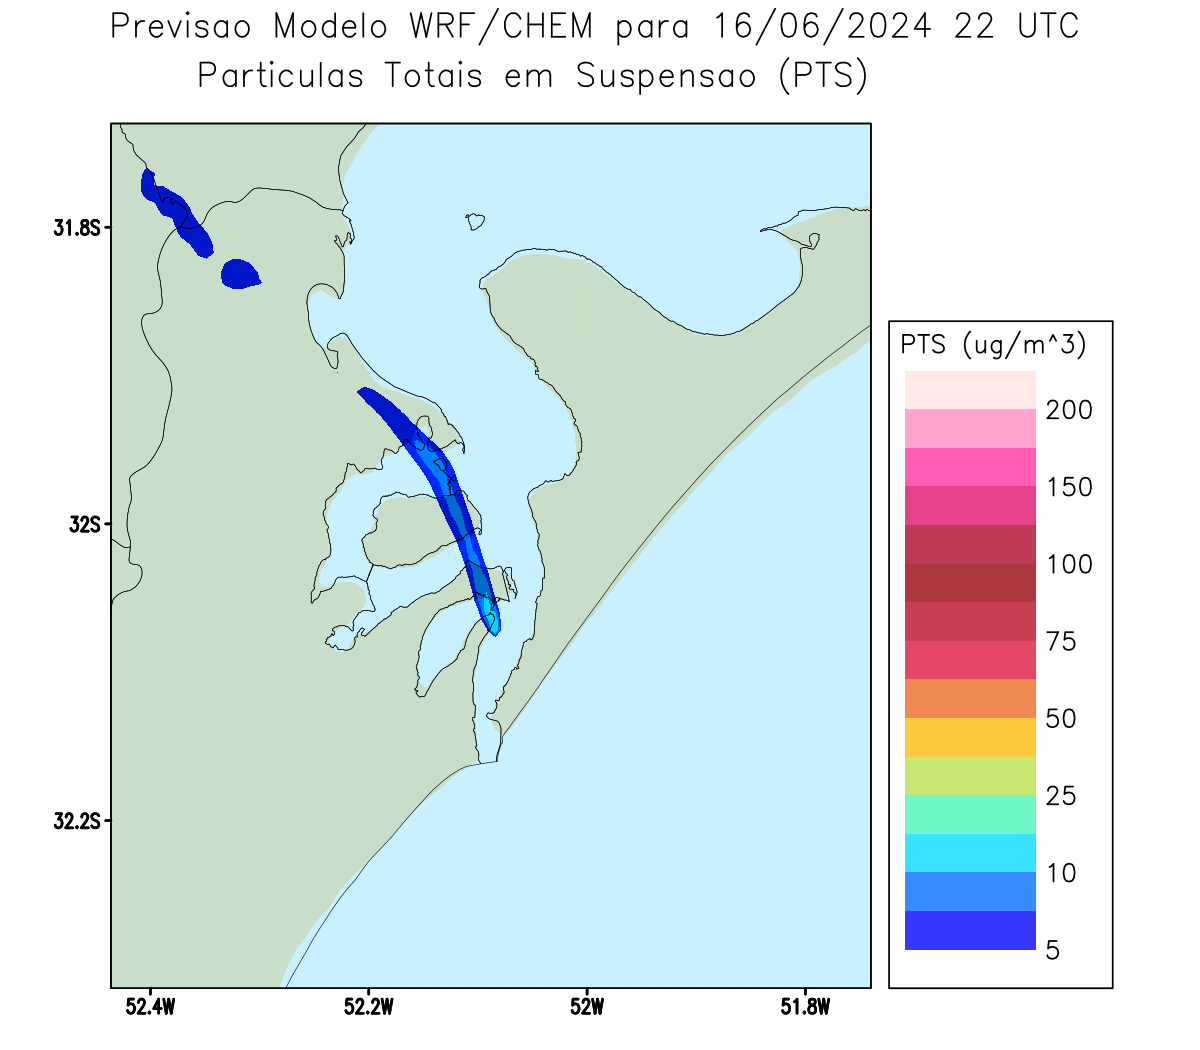 Previsao Modelo WRF/CHEM para 16/06/2024 22 UTC
Particulas Totais em Suspensao (PTS)
31.8S
32S
32.2S
52.4W 52.2W 52W 51.8W
PTS (ug/m^3)
200
150
100
75
50
25
10
5